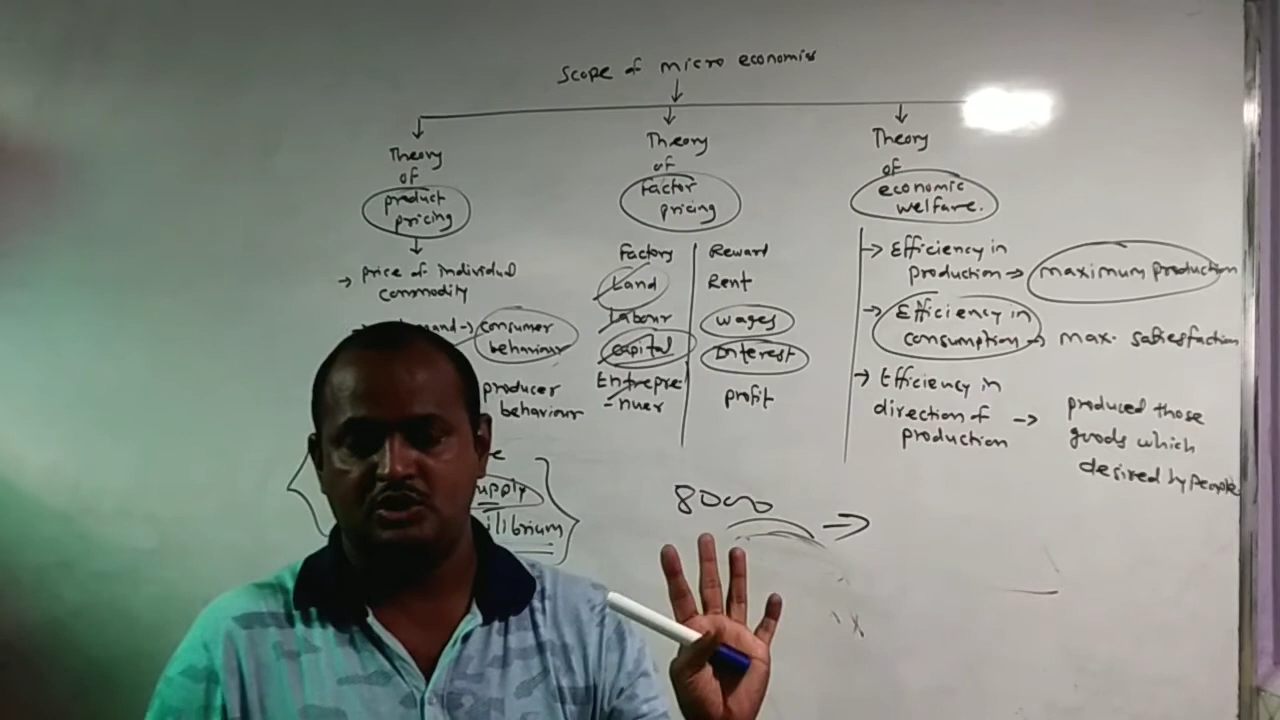 Scope of micro economics
Theory
of
product
pricing
→ price of individual
commodity
→ consumer
behaviour
producer
behaviour
Theory
of
factor
pricing
Factory
Land
Labour
capital
Entrepre
-nuer
Reward
Rent
wages
Interest
profit
8000 →
Theory
of
economic
welfare.
→ Efficiency in
production → maximum production
→ Efficiency in
consumption → max. satisfaction
→ Efficiency in
direction of →
production
produced those
goods which
desired by people